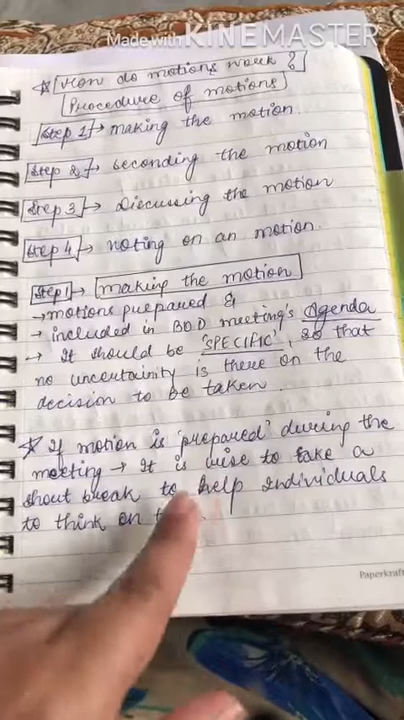 Made with KINEMASTER
☆ How do motions work ?
Procedure of motions
Step 1 → making the motion.
Step 2 → seconding the motion
Step 3 → Discussing the motion
Step 4 → voting on an motion.
Step 1 → making the motion
→ motions prepared &
→ included in BOD meeting's Agenda
→ It should be 'SPECIFIC', so that
no uncertainity is there on the
decision to be taken.
☆ If motion is 'prepared' during the
meeting → It is wise to take a
short break to help individuals
to think on
Paperkraft